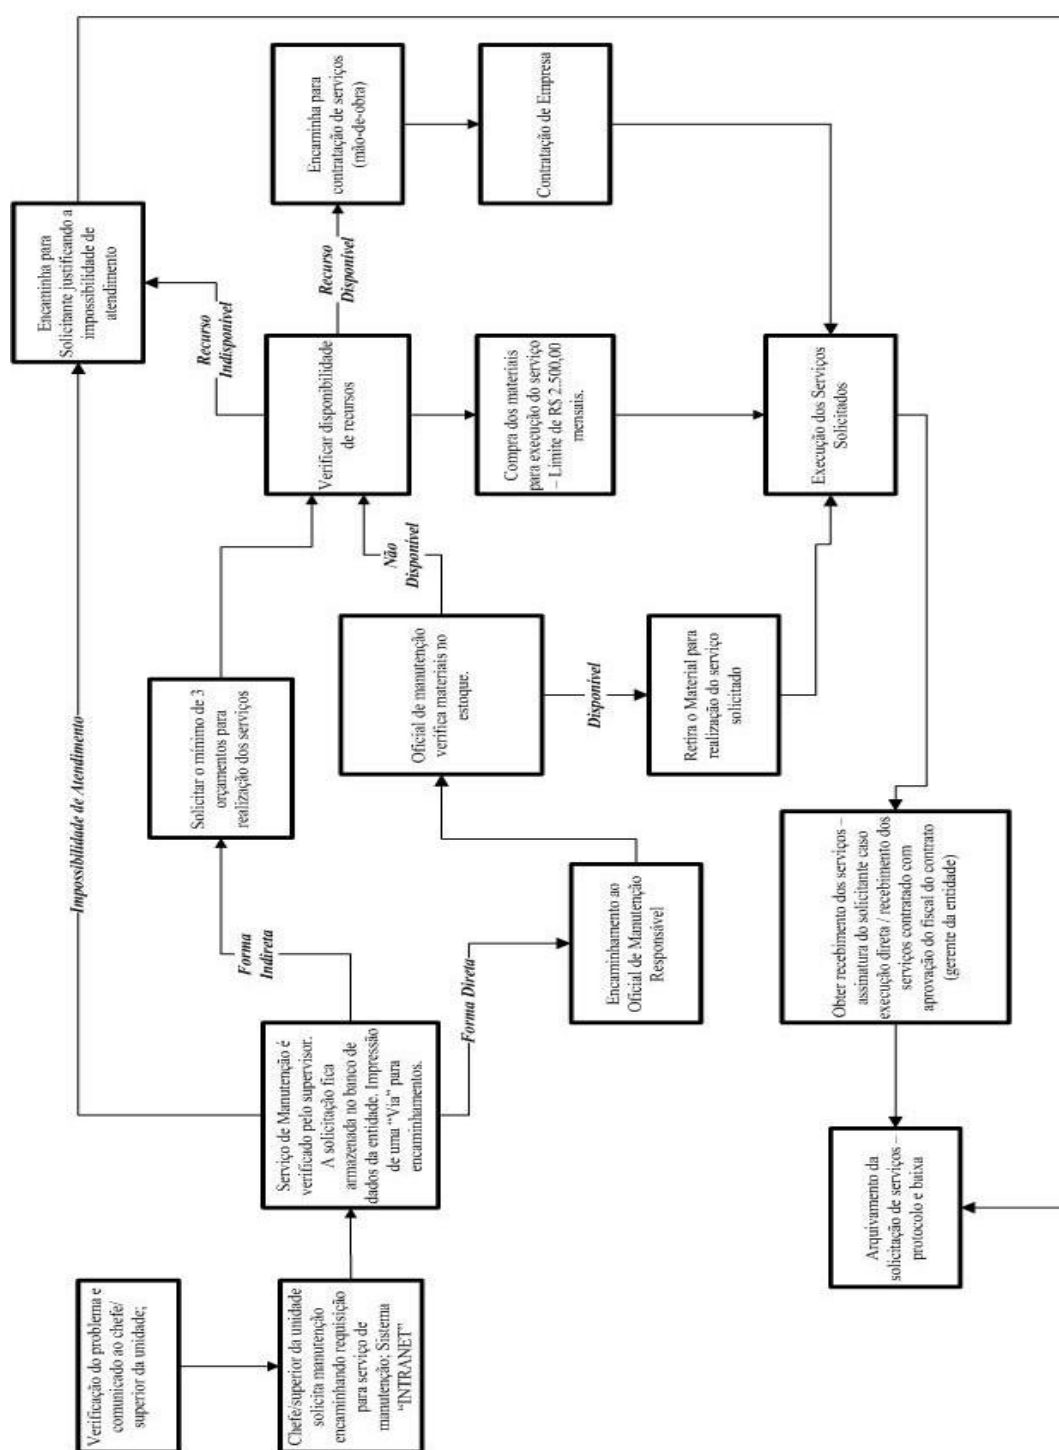 Verificação do problema e
comunicado ao chefe/
superior da unidade;
Chefe/superior da unidade
solicita manutenção
encaminhando requisição
para serviço de
manutenção; Sistema
“INTRANET”
Serviço de Manutenção é
verificado pelo supervisor.
A solicitação fica
armazenada no banco de
dados da entidade. Impressão
de uma “Via” para
encaminhamentos.
Impossibilidade de Atendimento
Forma
Indireta
Forma Direta
Solicitar o mínimo de 3
orçamentos para
realização dos serviços
Encaminhamento ao
Oficial de Manutenção
Responsável
Oficial de manutenção
verifica materiais no
estoque.
Não
Disponível
Disponível
Retira o Material para
realização do serviço
solicitado
Encaminha para
Solicitante justificando a
impossibilidade de
atendimento
Recurso
Indisponível
Verificar disponibilidade
de recursos
Recurso
Disponível
Encaminha para
contratação de serviços
(mão-de-obra)
Contratação de Empresa
Compra dos materiais
para execução do serviço
– Limite de R$ 2.500,00
mensais.
Execução dos Serviços
Solicitados
Obter recebimento dos serviços –
assinatura do solicitante caso
execução direta / recebimento dos
serviços contratado com
aprovação do fiscal do contrato
(gerente da entidade)
Arquivamento da
solicitação de serviços –
protocolo e baixa